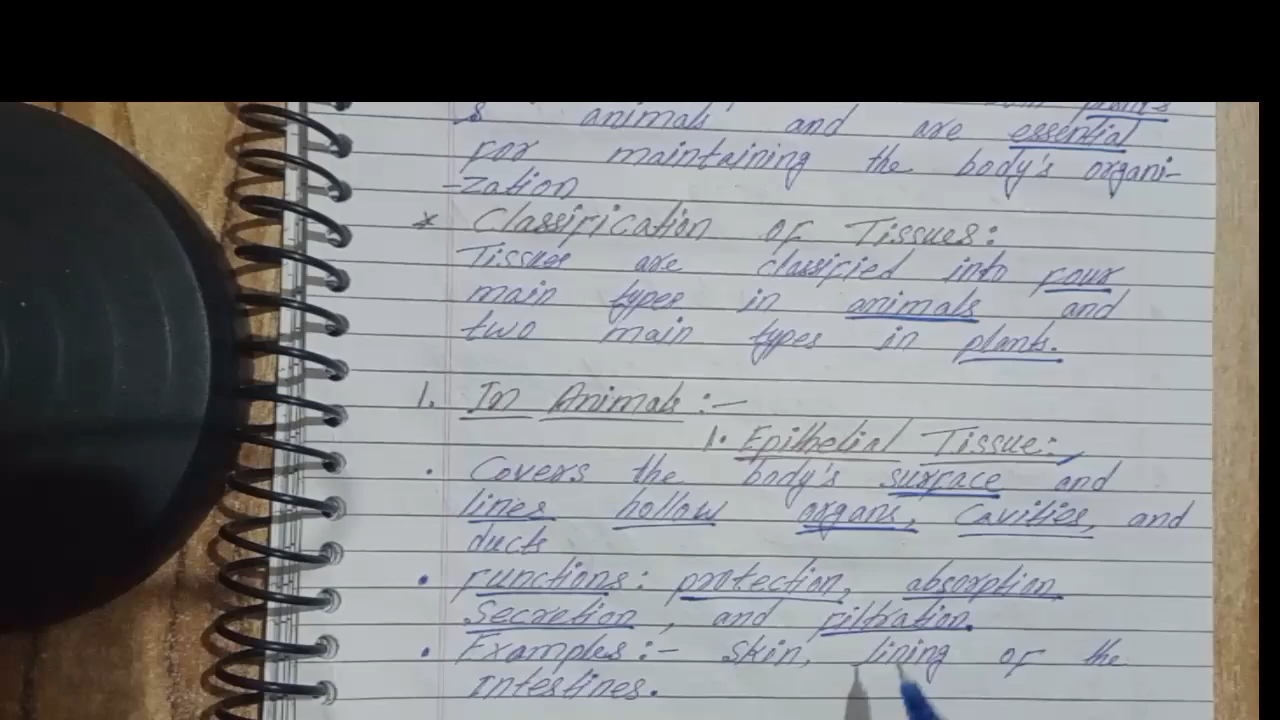 & animals and are essential
for maintaining the body's organi-
-zation
* Classification of Tissues:
Tissues are classified into four
main types in animals and
two main types in plants.
1. In Animals :-
1. Epithelial Tissue:
• Covers the body's surface and
lines hollow organs, cavities, and
ducts
• Functions: protection, absorption
Secretion, and filtration.
• Examples:- skin, lining of the
intestines.